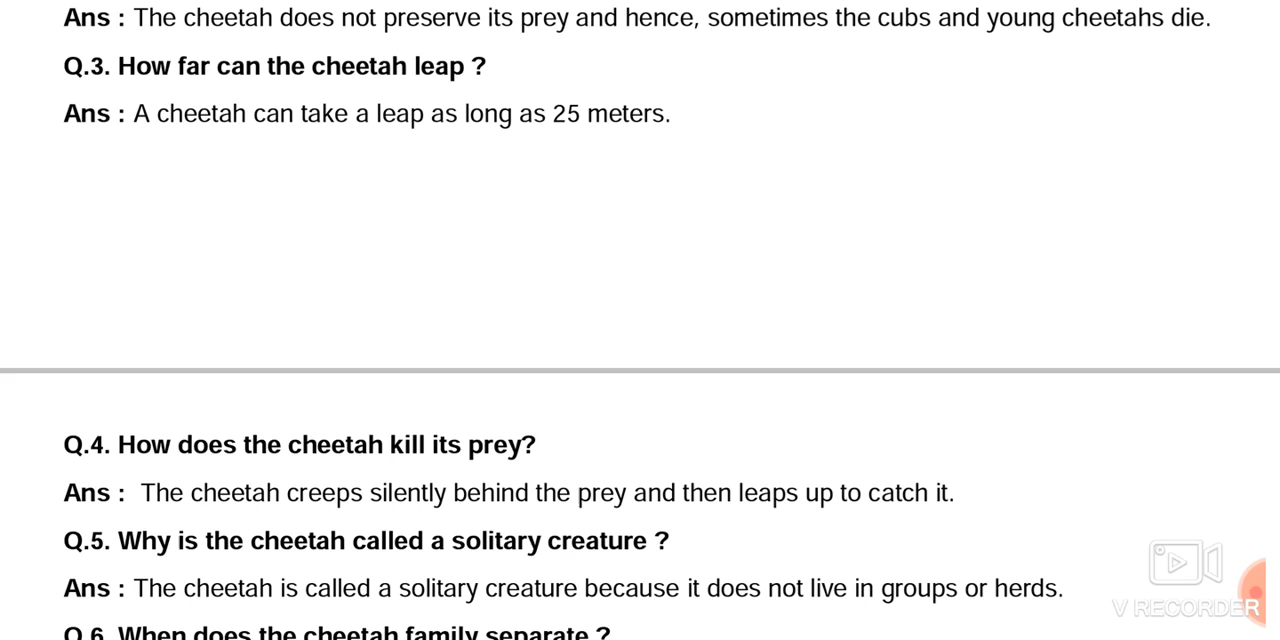 Ans : The cheetah does not preserve its prey and hence, sometimes the cubs and young cheetahs die.
Q.3. How far can the cheetah leap ?
Ans : A cheetah can take a leap as long as 25 meters.
Q.4. How does the cheetah kill its prey?
Ans :  The cheetah creeps silently behind the prey and then leaps up to catch it.
Q.5. Why is the cheetah called a solitary creature ?
Ans : The cheetah is called a solitary creature because it does not live in groups or herds.
V RECORDER
Q.6. When does the cheetah family separate ?